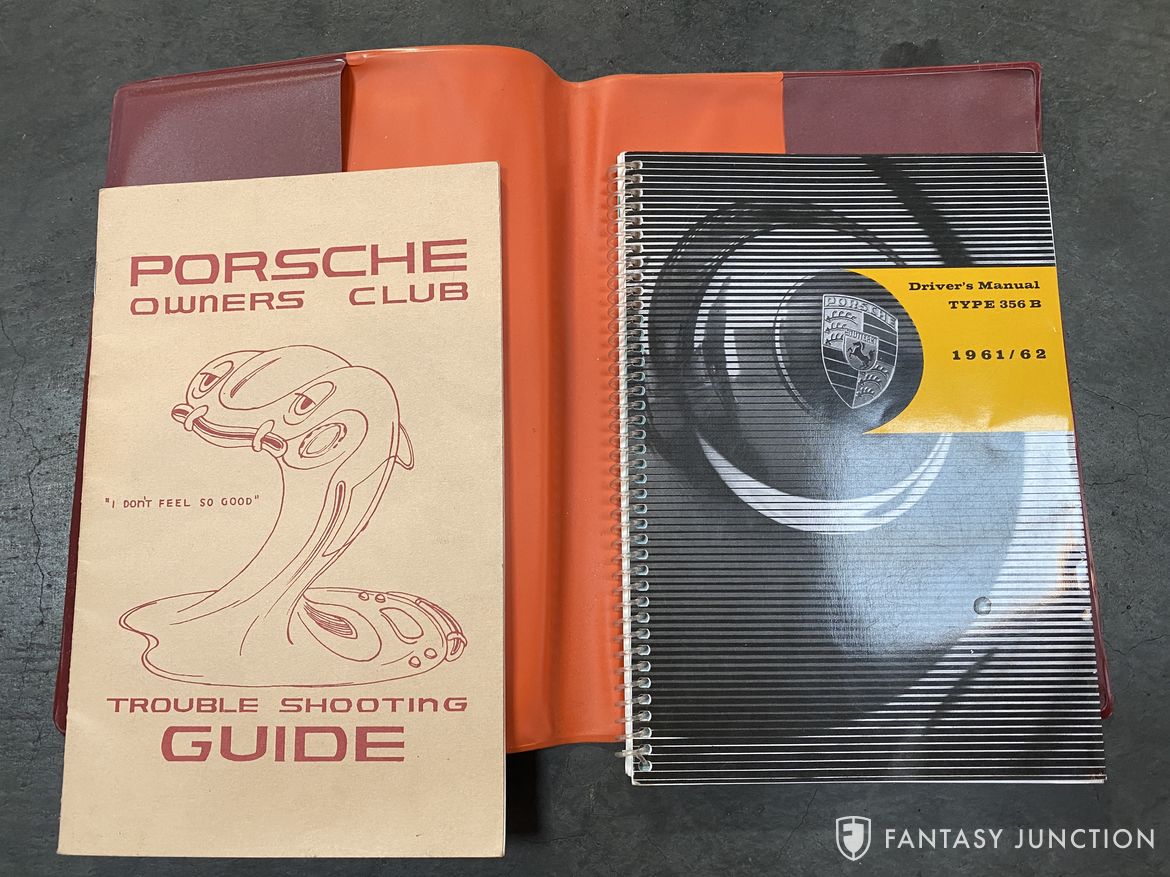 PORSCHE
OWNERS CLUB
"I DON'T FEEL SO GOOD"
TROUBLE SHOOTING
GUIDE
Driver's Manual
TYPE 356 B
1961/62
PORSCHE
FANTASY JUNCTION